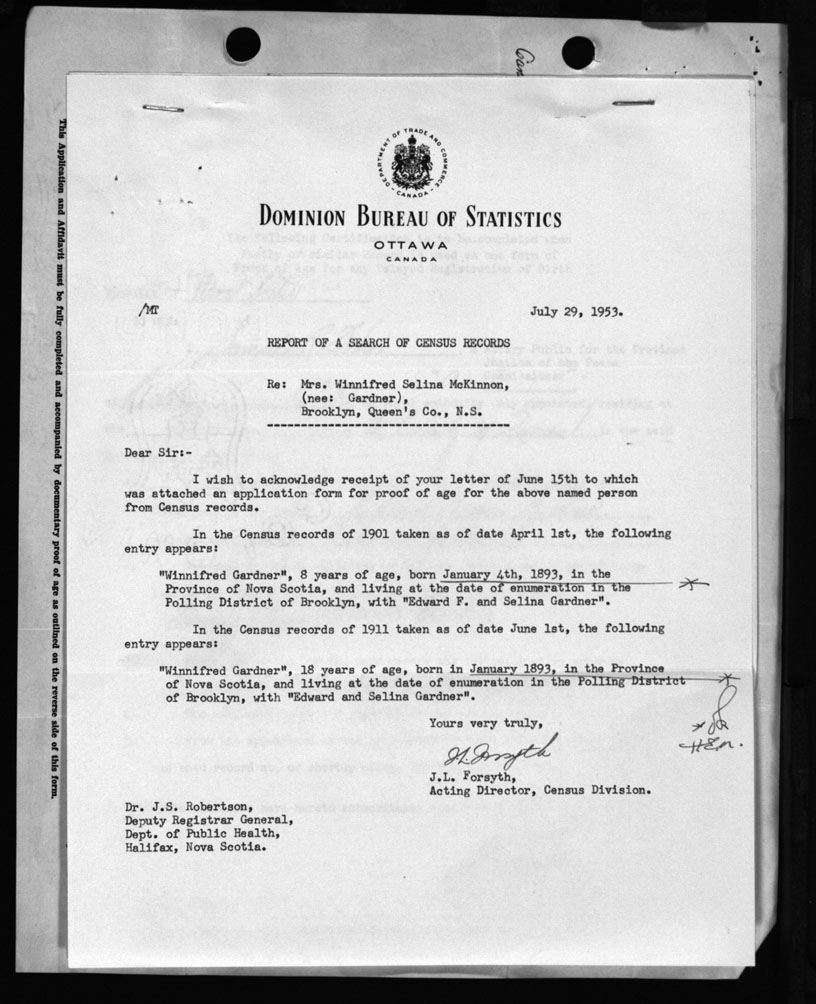 DEPARTMENT OF TRADE AND COMMERCE
CANADA
DOMINION BUREAU OF STATISTICS
OTTAWA
CANADA
/MT
July 29, 1953.
REPORT OF A SEARCH OF CENSUS RECORDS
Re: Mrs. Winnifred Selina McKinnon,
(nee: Gardner),
Brooklyn, Queen's Co., N.S.
Dear Sir:-
I wish to acknowledge receipt of your letter of June 15th to which
was attached an application form for proof of age for the above named person
from Census records.
In the Census records of 1901 taken as of date April 1st, the following
entry appears:
"Winnifred Gardner", 8 years of age, born January 4th, 1893, in the
Province of Nova Scotia, and living at the date of enumeration in the
Polling District of Brooklyn, with "Edward F. and Selina Gardner".
In the Census records of 1911 taken as of date June 1st, the following
entry appears:
"Winnifred Gardner", 18 years of age, born in January 1893, in the Province
of Nova Scotia, and living at the date of enumeration in the Polling District
of Brooklyn, with "Edward and Selina Gardner".
Yours very truly,
J.L. Forsyth,
Acting Director, Census Division.
Dr. J.S. Robertson,
Deputy Registrar General,
Dept. of Public Health,
Halifax, Nova Scotia.
This Application and Affidavit must be fully completed and accompanied by documentary proof of age as outlined on the reverse side of this form.